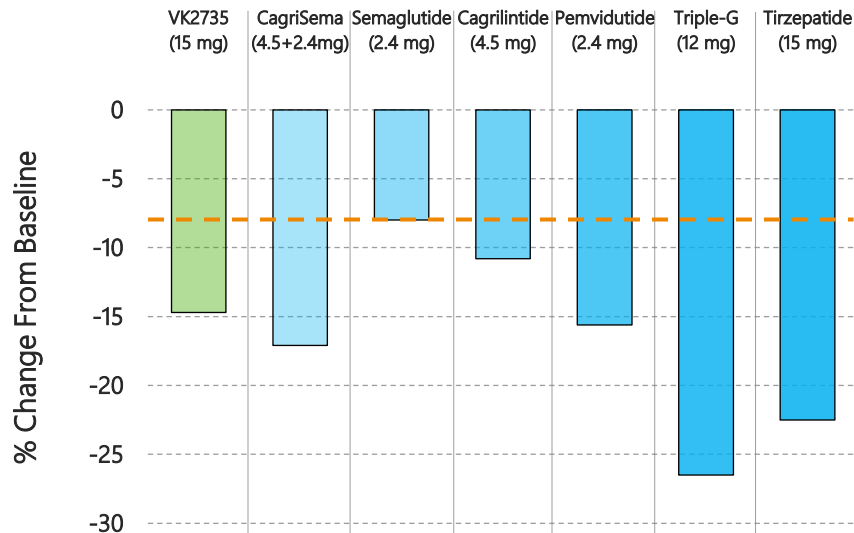 VK2735 CagriSema Semaglutide Cagrilintide Pemvidutide Triple-G Tirzepatide
(15 mg) (4.5+2.4mg) (2.4 mg) (4.5 mg) (2.4 mg) (12 mg) (15 mg)
% Change From Baseline
0
-5
-10
-15
-20
-25
-30